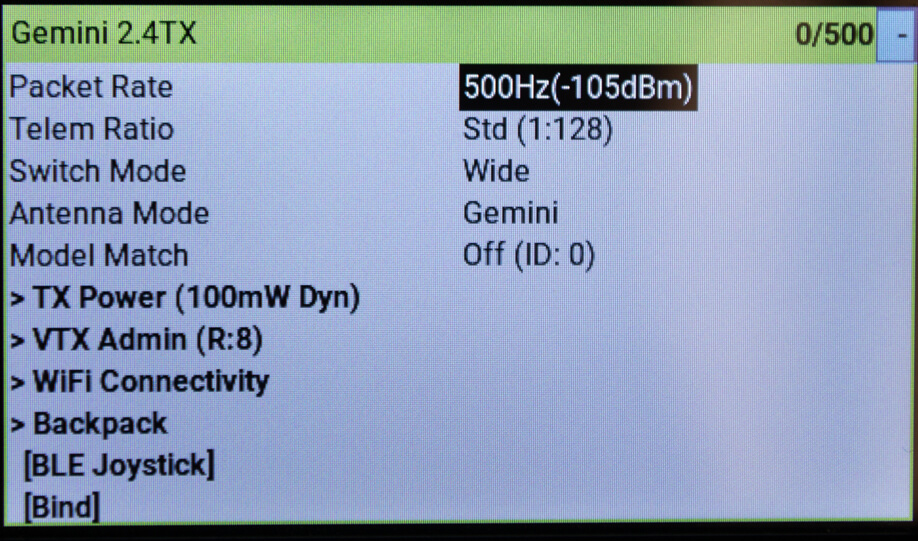 Gemini 2.4TX 0/500 -
Packet Rate 500Hz(-105dBm)
Telem Ratio Std (1:128)
Switch Mode Wide
Antenna Mode Gemini
Model Match Off (ID: 0)
> TX Power (100mW Dyn)
> VTX Admin (R:8)
> WiFi Connectivity
> Backpack
[BLE Joystick]
[Bind]